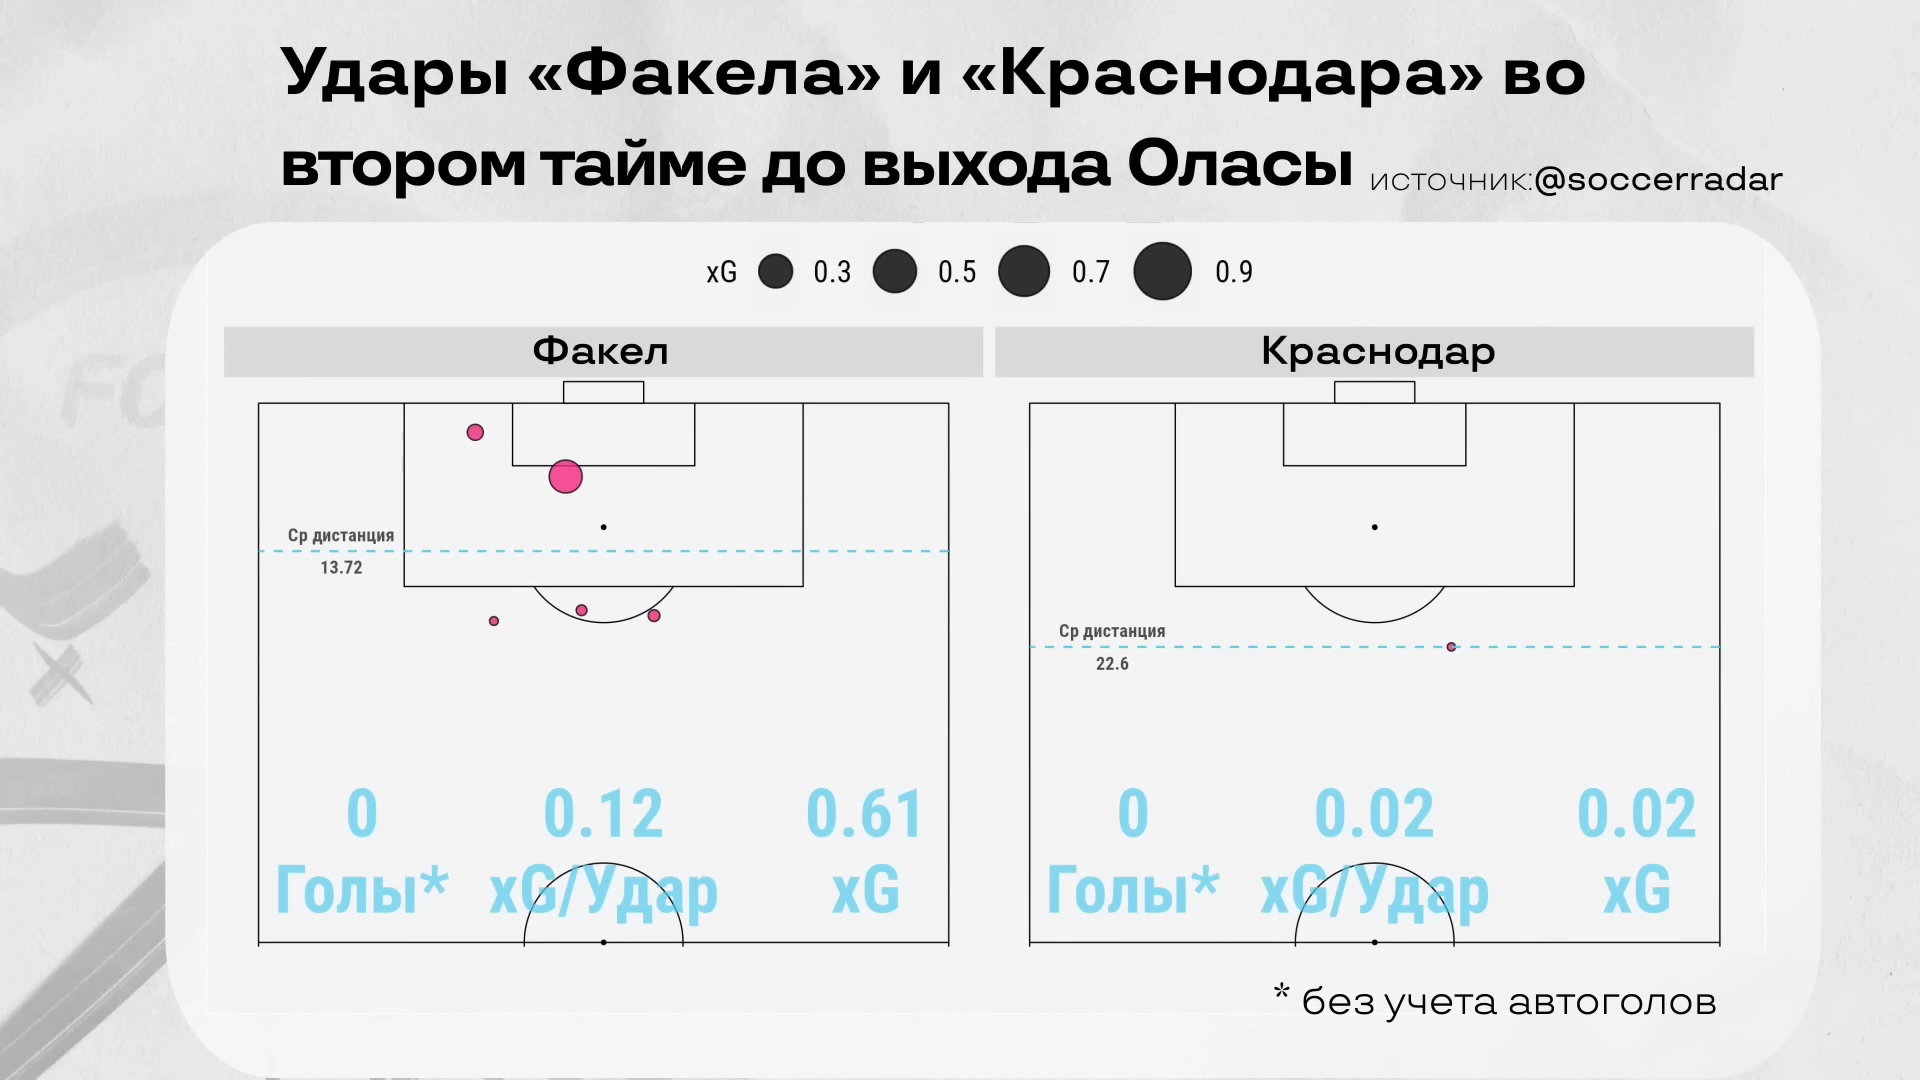 Удары «Факела» и «Краснодара» во
втором тайме до выхода Оласы источник:@soccerradar
xG 0.3 0.5 0.7 0.9
Факел
Ср дистанция
13.72
0 0.12 0.61
Голы* xG/Удар xG
Краснодар
Ср дистанция
22.6
0 0.02 0.02
Голы* xG/Удар xG
* без учета автоголов
FC